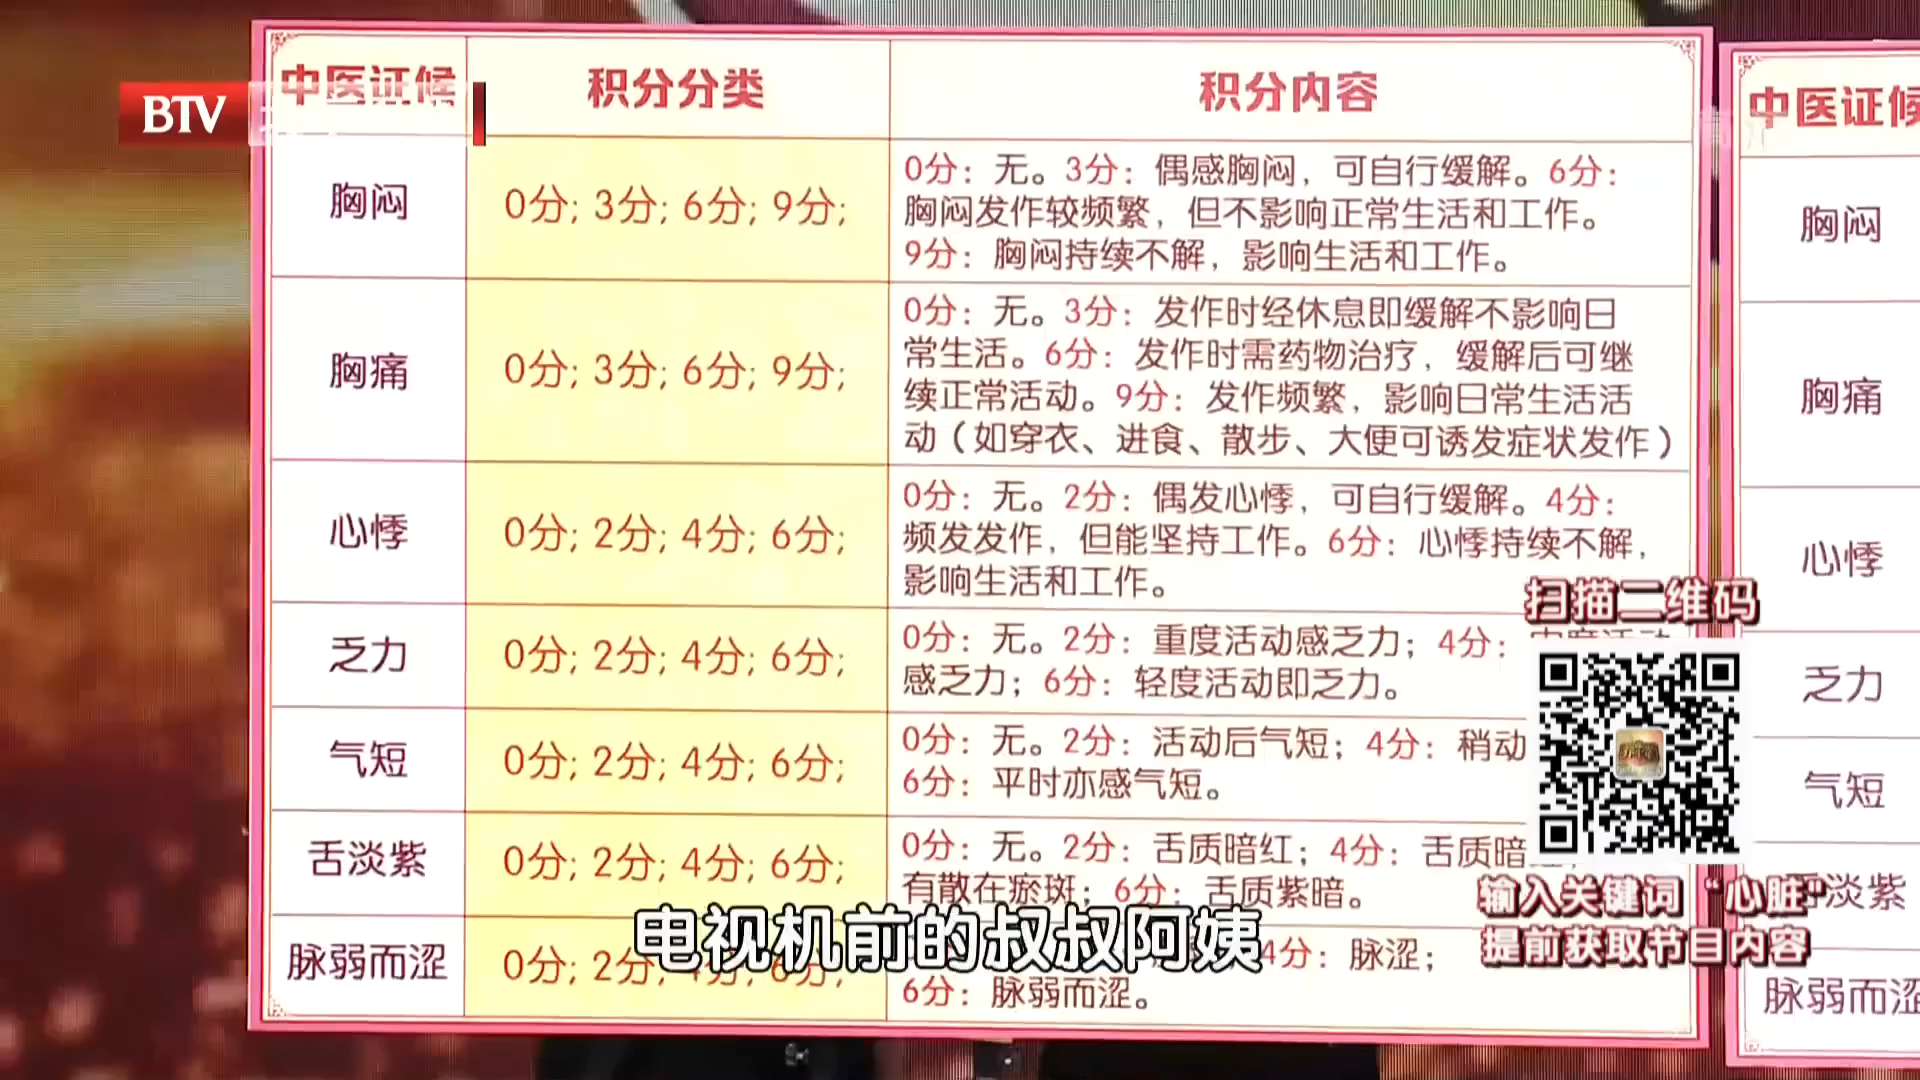 BTV
中医证候 积分分类 积分内容
胸闷 0分; 3分; 6分; 9分;
0分：无。3分：偶感胸闷，可自行缓解。6分：
胸闷发作较频繁，但不影响正常生活和工作。
9分：胸闷持续不解，影响生活和工作。
胸痛 0分; 3分; 6分; 9分;
0分：无。3分：发作时经休息即缓解不影响日
常生活。6分：发作时需药物治疗，缓解后可继
续正常活动。9分：发作频繁，影响日常生活活
动（如穿衣、进食、散步、大便可诱发症状发作）
心悸 0分; 2分; 4分; 6分;
0分：无。2分：偶发心悸，可自行缓解。4分：
频发发作，但能坚持工作。6分：心悸持续不解，
影响生活和工作。
乏力 0分; 2分; 4分; 6分;
0分：无。2分：重度活动感乏力；4分：
感乏力；6分：轻度活动即乏力。
气短 0分; 2分; 4分; 6分;
0分：无。2分：活动后气短；4分：稍动
6分：平时亦感气短。
舌淡紫 0分; 2分; 4分; 6分;
0分：无。2分：舌质暗红；4分：舌质暗
有散在瘀斑；6分：舌质紫暗。
脉弱而涩 0分; 2分; 4分; 6分;
4分：脉涩；
6分：脉弱而涩。
中医证候
胸闷
胸痛
心悸
乏力
气短
淡紫
脉弱而涩
扫描二维码
输入关键词“心脏”
提前获取节目内容
电视机前的叔叔阿姨